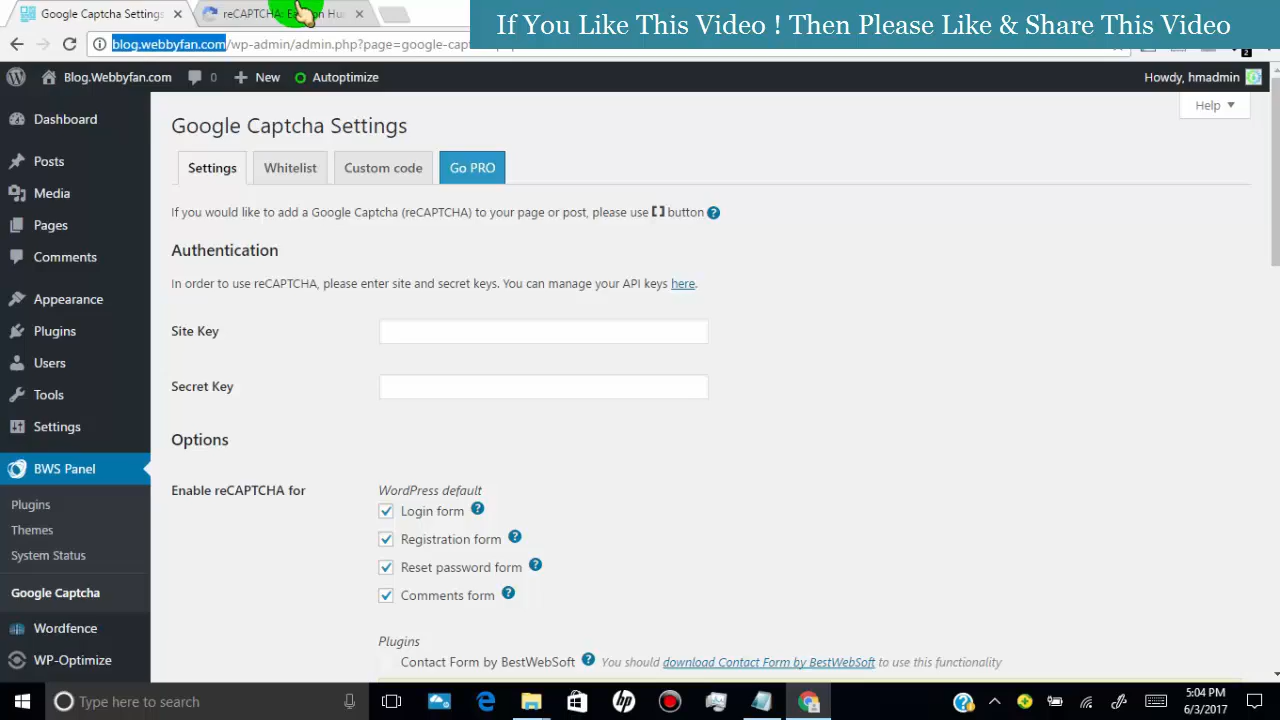 Google Captcha Settings
reCAPTCHA: Ea
n Hu
If You Like This Video ! Then Please Like & Share This Video
blog.webbyfan.com/wp-admin/admin.php?page=google-capt
2
Blog.Webbyfan.com
0
New
Autoptimize
Howdy, hmadmin
Help
Dashboard
Posts
Media
Pages
Comments
Appearance
Plugins
Users
Tools
Settings
BWS Panel
Plugins
Themes
System Status
Google Captcha
Wordfence
WP-Optimize
Google Captcha Settings
Settings
Whitelist
Custom code
Go PRO
If you would like to add a Google Captcha (reCAPTCHA) to your page or post, please use [] button ?
Authentication
In order to use reCAPTCHA, please enter site and secret keys. You can manage your API keys here.
Site Key
Secret Key
Options
Enable reCAPTCHA for
WordPress default
Login form ?
Registration form ?
Reset password form ?
Comments form ?
Plugins
Contact Form by BestWebSoft ? You should download Contact Form by BestWebSoft to use this functionality
Type here to search
5:04 PM
6/3/2017